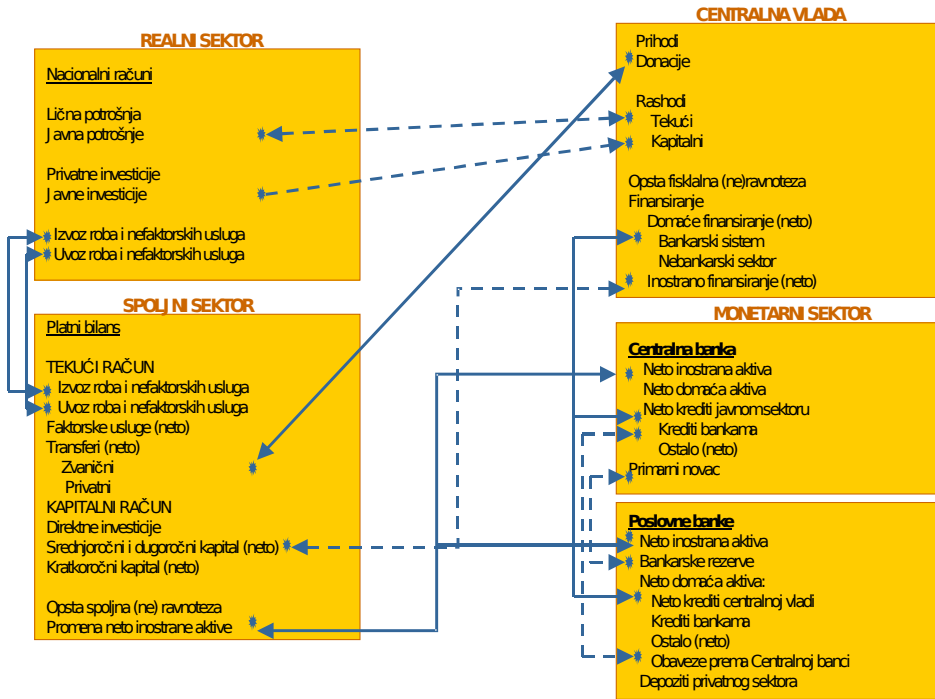 REALNI SEKTOR
Nacionalni računi
Lična potrošnja
Javna potrošnje
Privatne investicije
Javne investicije
Izvoz roba i nefaktorskih usluga
Uvoz roba i nefaktorskih usluga
SPOLJNI SEKTOR
Platni bilans
TEKUĆI RAČUN
Izvoz roba i nefaktorskih usluga
Uvoz roba i nefaktorskih usluga
Faktorske usluge (neto)
Transferi (neto)
Zvanični
Privatni
KAPITALNI RAČUN
Direktne investicije
Srednjoročni i dugoročni kapital (neto)
Kratkoročni kapital (neto)
Opsta spoljna (ne) ravnoteza
Promena neto inostrane aktive
CENTRALNA VLADA
Prihodi
Donacije
Rashodi
Tekući
Kapitalni
Opsta fisklalna (ne)ravnoteza
Finansiranje
Domaće finansiranje (neto)
Bankarski sistem
Nebankarski sektor
Inostrano finansiranje (neto)
MONETARNI SEKTOR
Centralna banka
Neto inostrana aktiva
Neto domaća aktiva
Neto krediti javnom sektoru
Krediti bankama
Ostalo (neto)
Primarni novac
Poslovne banke
Neto inostrana aktiva
Bankarske rezerve
Neto domaća aktiva:
Neto krediti centralnoj vladi
Krediti bankama
Ostalo (neto)
Obaveze prema Centralnoj banci
Depoziti privatnog sektora